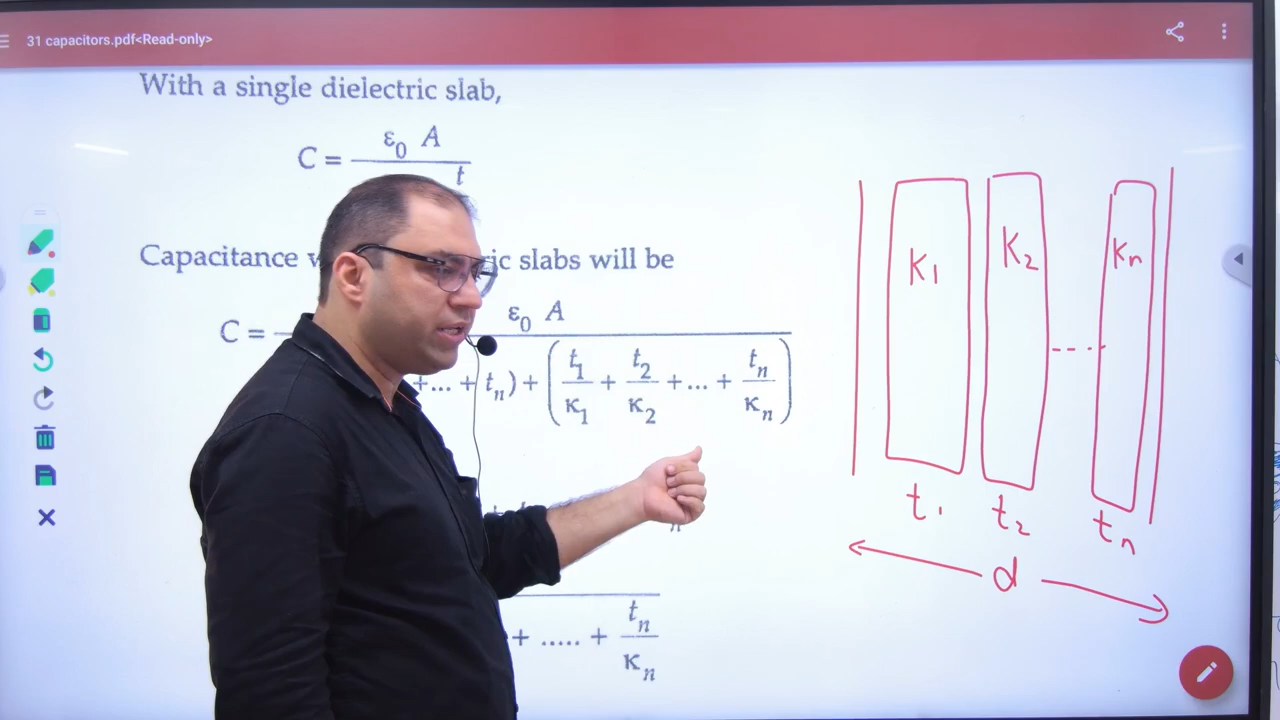 31 capacitors.pdf<Read-only>
With a single dielectric slab,
C = ε₀ A / t
Capacitance ic slabs will be
C = ε₀ A / +... + tₙ) + (t₁/κ₁ + t₂/κ₂ +... + tₙ/κₙ)
+ ..... + tₙ/κₙ
K₁ K₂ Kₙ
t₁ t₂ tₙ
d